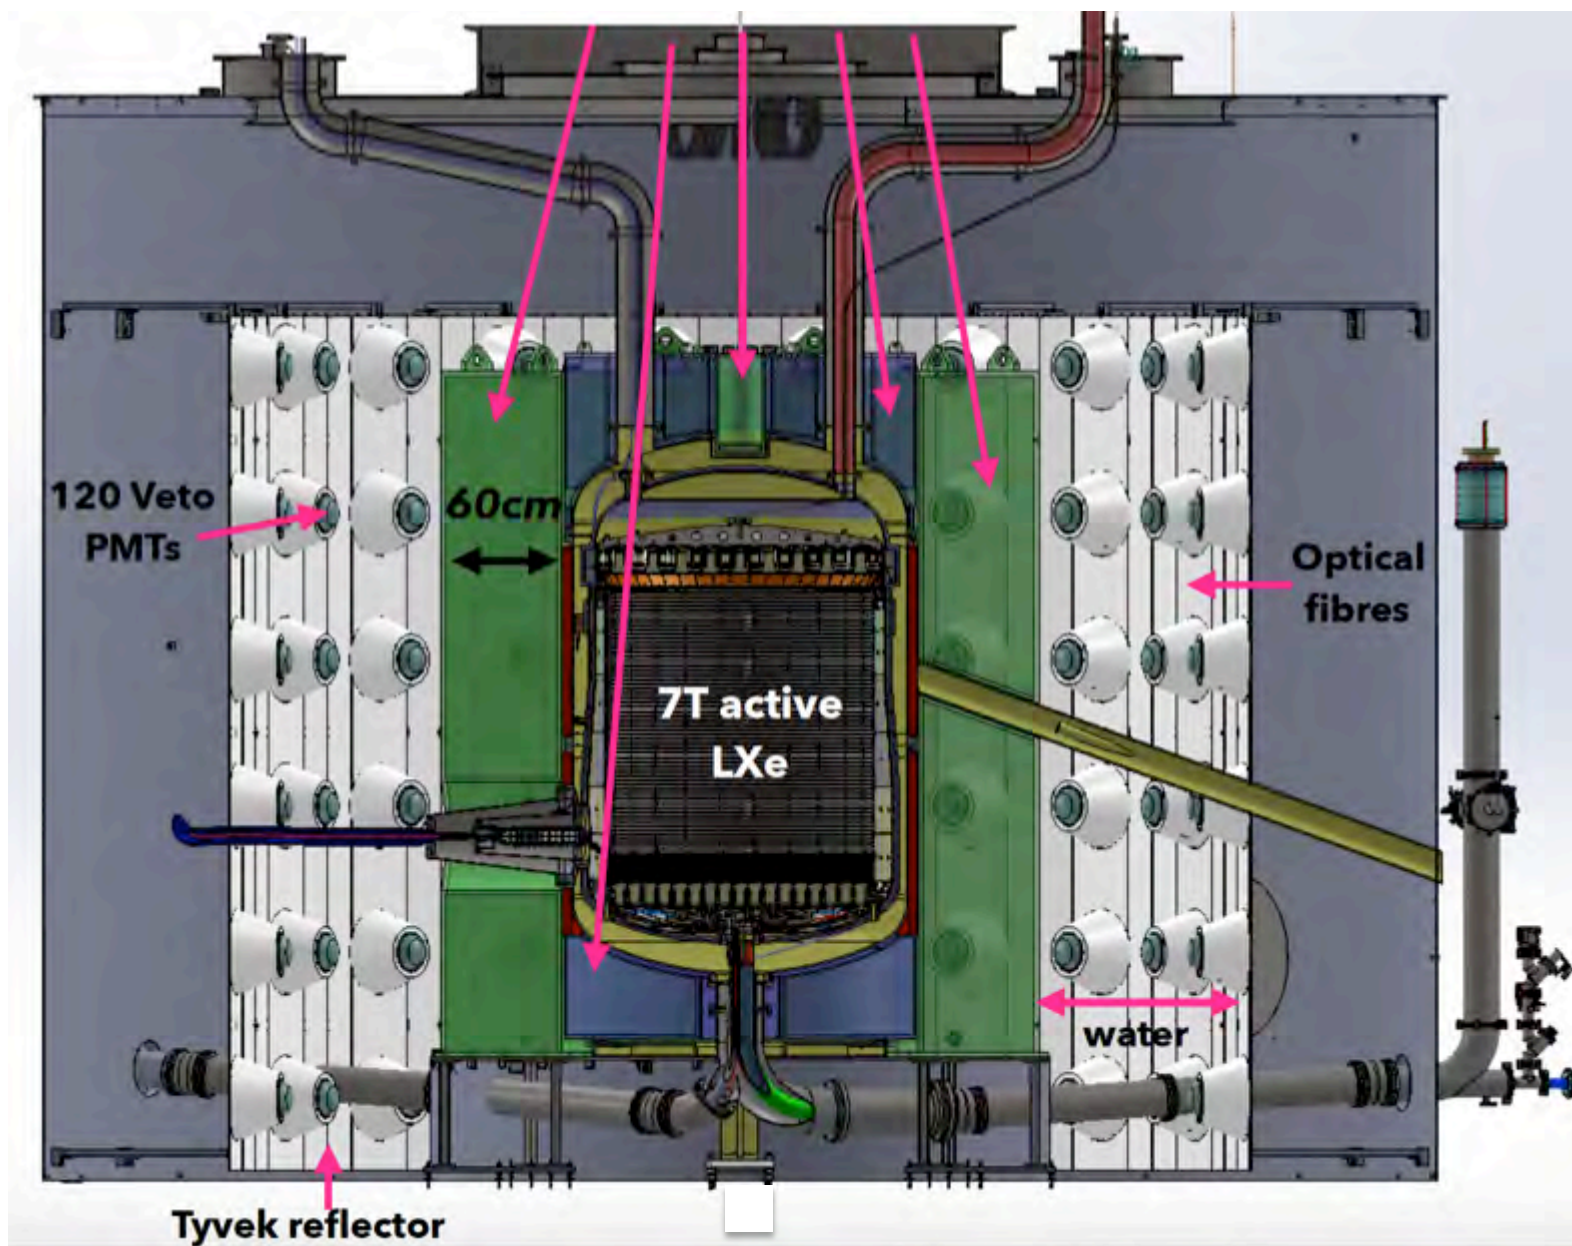 120 Veto
PMTs
60cm
Optical
fibres
7T active
LXe
water
Tyvek reflector